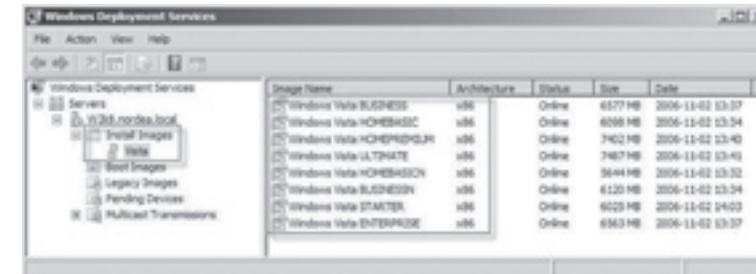 Windows Deployment Services
File Action View Help
Windows Deployment Services
Servers
W2k8.nordea.local
Install Images
Vista
Boot Images
Legacy Images
Pending Devices
Multicast Transmissions
Image Name Architecture Status Size Date
Windows Vista BUSINESS x86 Online 6577 MB 2006-11-02 13:37
Windows Vista HOMEBASIC x86 Online 6098 MB 2006-11-02 13:34
Windows Vista HOMEPREMIUM x86 Online 7402 MB 2006-11-02 13:40
Windows Vista ULTIMATE x86 Online 7487 MB 2006-11-02 13:41
Windows Vista HOMEBASICN x86 Online 5644 MB 2006-11-02 13:32
Windows Vista BUSINESSN x86 Online 6120 MB 2006-11-02 13:34
Windows Vista STARTER x86 Online 6025 MB 2006-11-02 14:03
Windows Vista ENTERPRISE x86 Online 6563 MB 2006-11-02 13:37